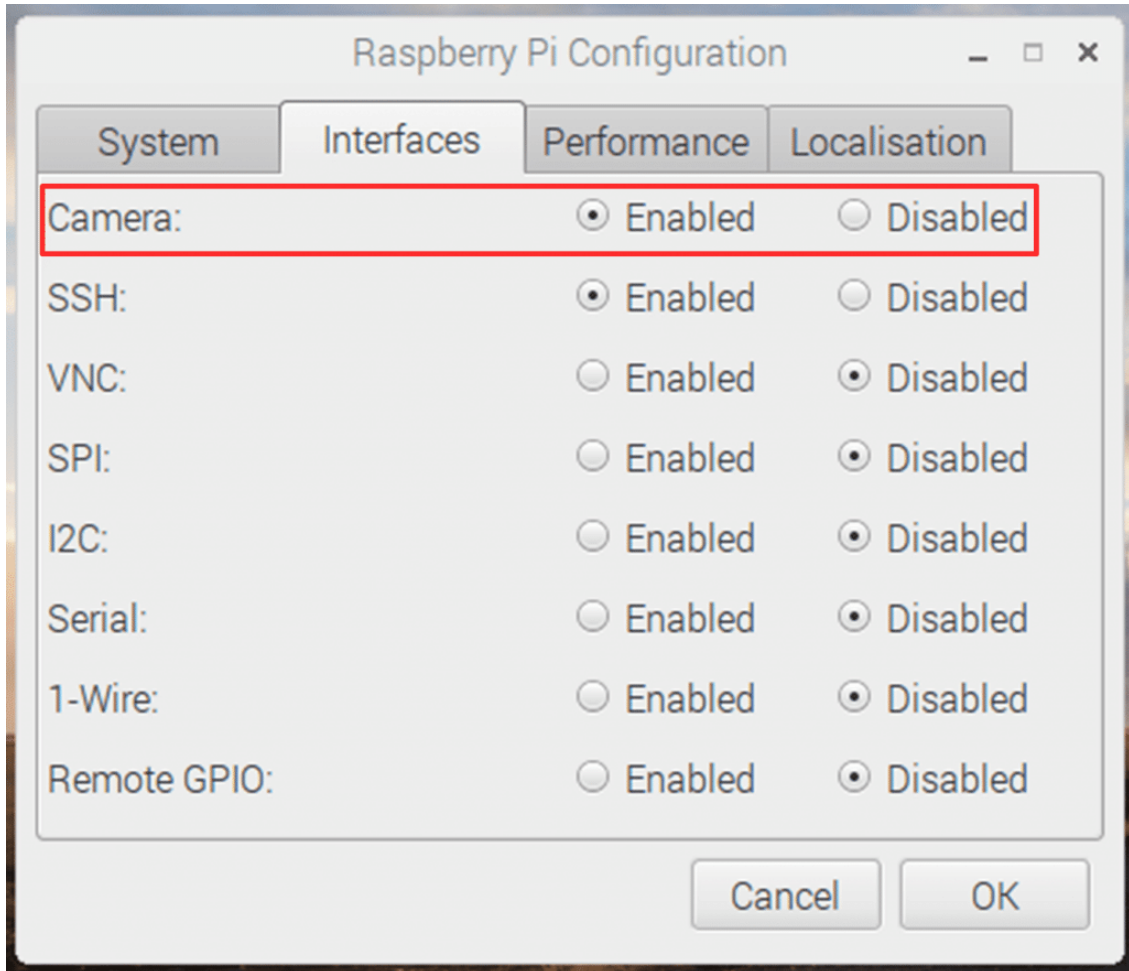 Raspberry Pi Configuration
System Interfaces Performance Localisation
Camera: Enabled Disabled
SSH: Enabled Disabled
VNC: Enabled Disabled
SPI: Enabled Disabled
I2C: Enabled Disabled
Serial: Enabled Disabled
1-Wire: Enabled Disabled
Remote GPIO: Enabled Disabled
Cancel OK